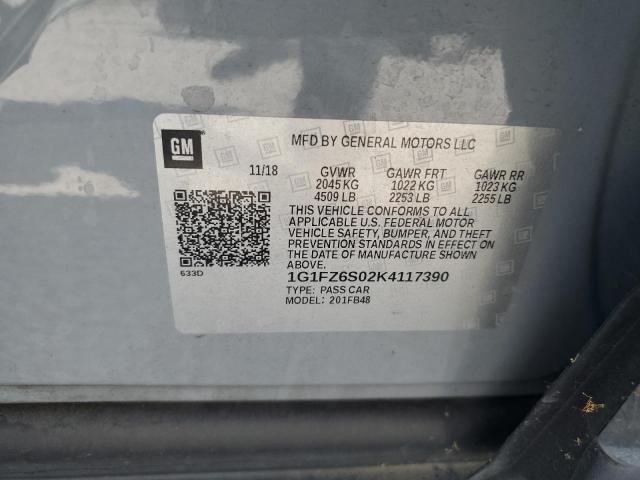 GM
MFD BY GENERAL MOTORS LLC
11/18 GVWR GAWR FRT GAWR RR
2045 KG 1022 KG 1023 KG
4509 LB 2253 LB 2255 LB
THIS VEHICLE CONFORMS TO ALL
APPLICABLE U.S. FEDERAL MOTOR
VEHICLE SAFETY, BUMPER, AND THEFT
PREVENTION STANDARDS IN EFFECT ON
THE DATE OF MANUFACTURE SHOWN
ABOVE.
633D
1G1FZ6S02K4117390
TYPE: PASS CAR
MODEL: 201FB48